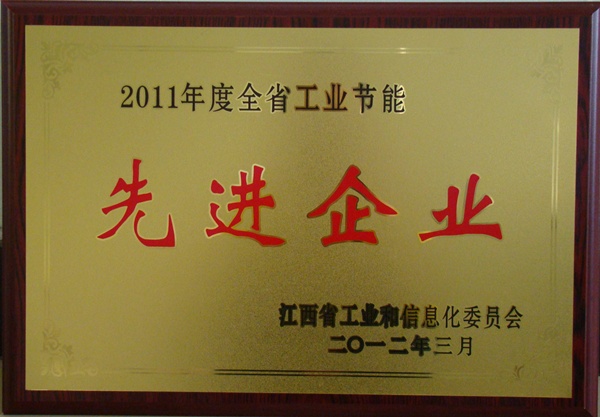 2011年度全省工业节能
先进企业
江西省工业和信息化委员会
二〇一二年三月